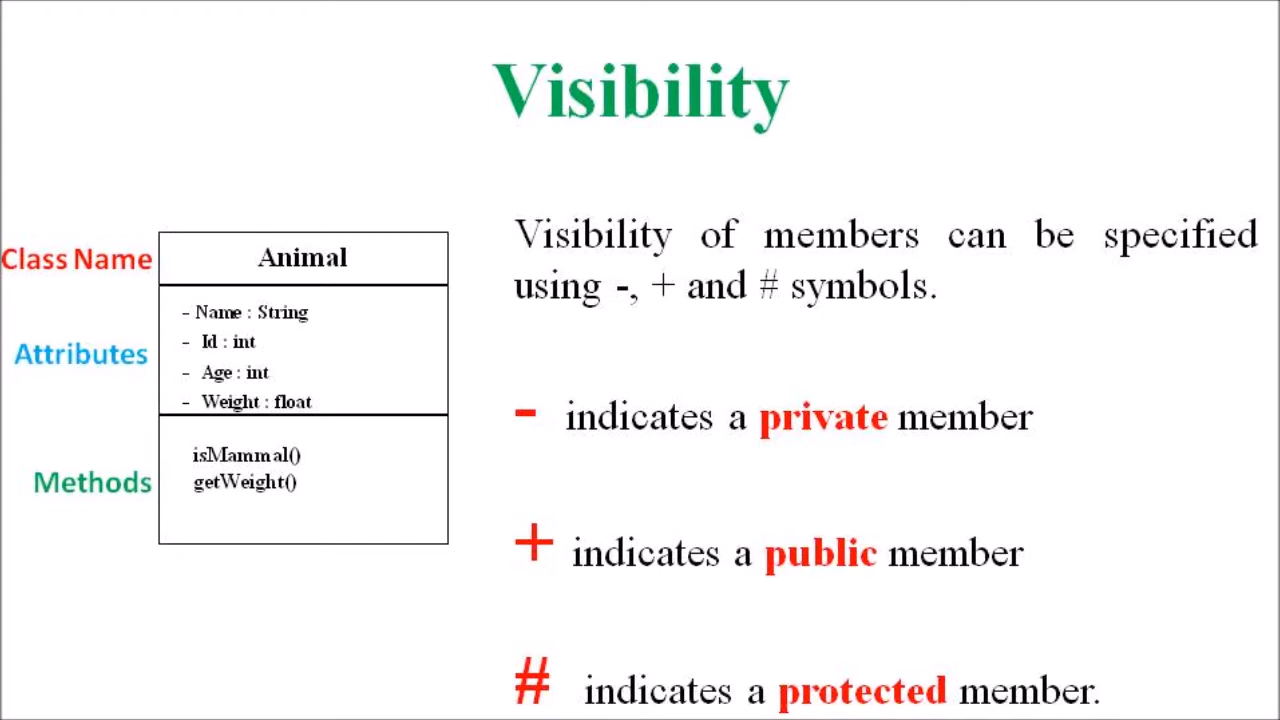 Visibility
Class Name
Animal
Attributes
- Name : String
- Id : int
- Age : int
- Weight : float
Methods
isMammal()
getWeight()
Visibility of members can be specified
using -, + and # symbols.
- indicates a private member
+ indicates a public member
# indicates a protected member.